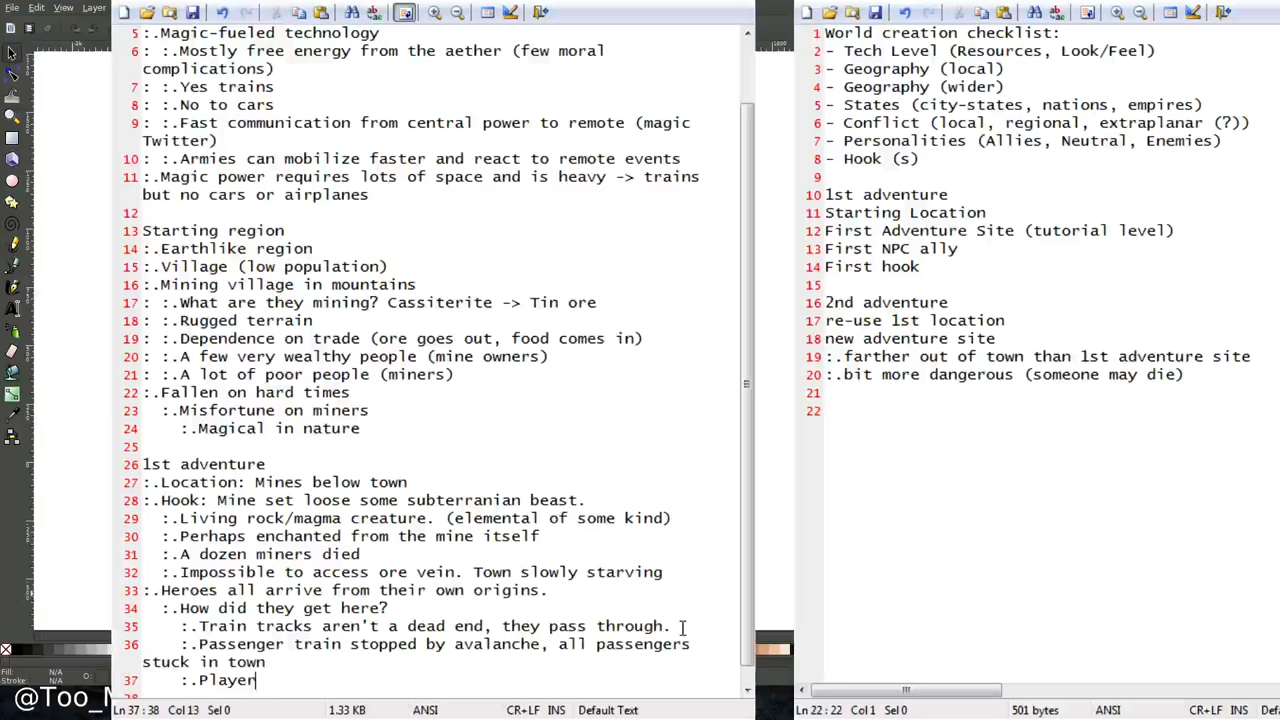 File Edit View Layer
5 :.Magic-fueled technology
6 : :.Mostly free energy from the aether (few moral
complications)
7 : :.Yes trains
8 : :.No to cars
9 : :.Fast communication from central power to remote (magic
Twitter)
10 : :.Armies can mobilize faster and react to remote events
11 :.Magic power requires lots of space and is heavy -> trains
but no cars or airplanes
12
13 Starting region
14 :.Earthlike region
15 :.Village (low population)
16 :.Mining village in mountains
17 : :.What are they mining? Cassiterite -> Tin ore
18 : :.Rugged terrain
19 : :.Dependence on trade (ore goes out, food comes in)
20 : :.A few very wealthy people (mine owners)
21 : :.A lot of poor people (miners)
22 :.Fallen on hard times
23 :.Misfortune on miners
24 :.Magical in nature
25
26 1st adventure
27 :.Location: Mines below town
28 :.Hook: Mine set loose some subterranian beast.
29 :.Living rock/magma creature. (elemental of some kind)
30 :.Perhaps enchanted from the mine itself
31 :.A dozen miners died
32 :.Impossible to access ore vein. Town slowly starving
33 :.Heroes all arrive from their own origins.
34 :.How did they get here?
35 :.Train tracks aren't a dead end, they pass through.
36 :.Passenger train stopped by avalanche, all passengers
stuck in town
37 :.Player
Ln 37 : 38 Col 13 Sel 0 1.33 KB ANSI CR+LF INS Default Text
1 World creation checklist:
2 - Tech Level (Resources, Look/Feel)
3 - Geography (local)
4 - Geography (wider)
5 - States (city-states, nations, empires)
6 - Conflict (local, regional, extraplanar (?))
7 - Personalities (Allies, Neutral, Enemies)
8 - Hook (s)
9
10 1st adventure
11 Starting Location
12 First Adventure Site (tutorial level)
13 First NPC ally
14 First hook
15
16 2nd adventure
17 re-use 1st location
18 new adventure site
19 :.farther out of town than 1st adventure site
20 :.bit more dangerous (someone may die)
21
22
Ln 22 : 22 Col 1 Sel 0 501 bytes ANSI CR+LF INS Def
Fill: N/A
Stroke: N/A
@Too_M